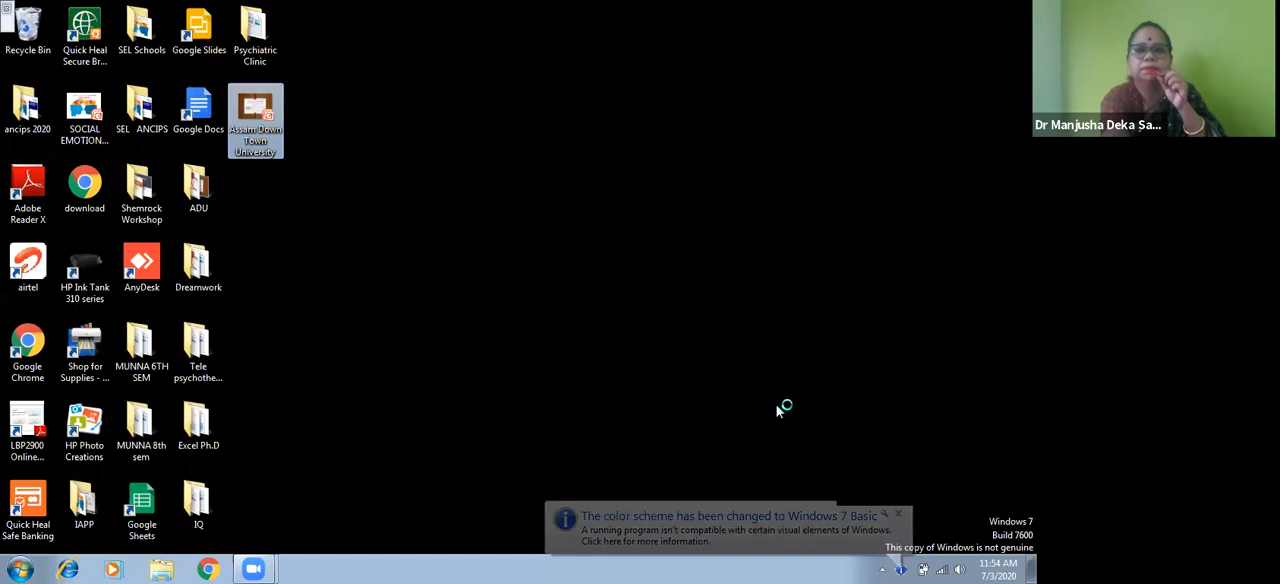 Recycle Bin
Quick Heal
Secure Br...
SEL Schools
Google Slides
Psychiatric
Clinic
ancips 2020
SOCIAL
EMOTION...
SEL ANCIPS
Google Docs
Assam Down
Town
University
Adobe
Reader X
download
Shemrock
Workshop
ADU
airtel
HP Ink Tank
310 series
AnyDesk
Dreamwork
Google
Chrome
Shop for
Supplies - ...
MUNNA 6TH
SEM
Tele
psychothe...
LBP2900
Online...
HP Photo
Creations
MUNNA 8th
sem
Excel Ph.D
Quick Heal
Safe Banking
IAPP
Google
Sheets
IQ
Dr Manjusha Deka Sa...
The color scheme has been changed to Windows 7 Basic
A running program isn't compatible with certain visual elements of Windows.
Click here for more information.
Windows 7
Build 7600
This copy of Windows is not genuine
11:54 AM
7/3/2020